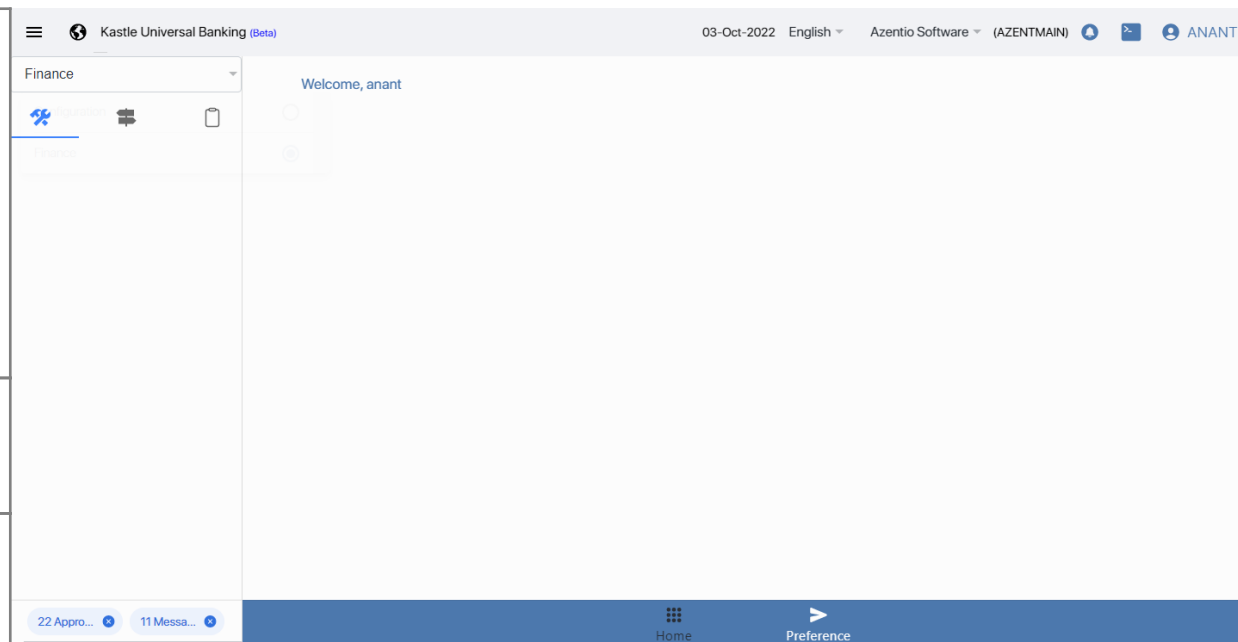 Kastle Universal Banking (Beta)
03-Oct-2022 English Azentio Software (AZENTMAIN) ANANT
Finance
Welcome, anant
Finance
22 Appro... 11 Messa...
Home Preference